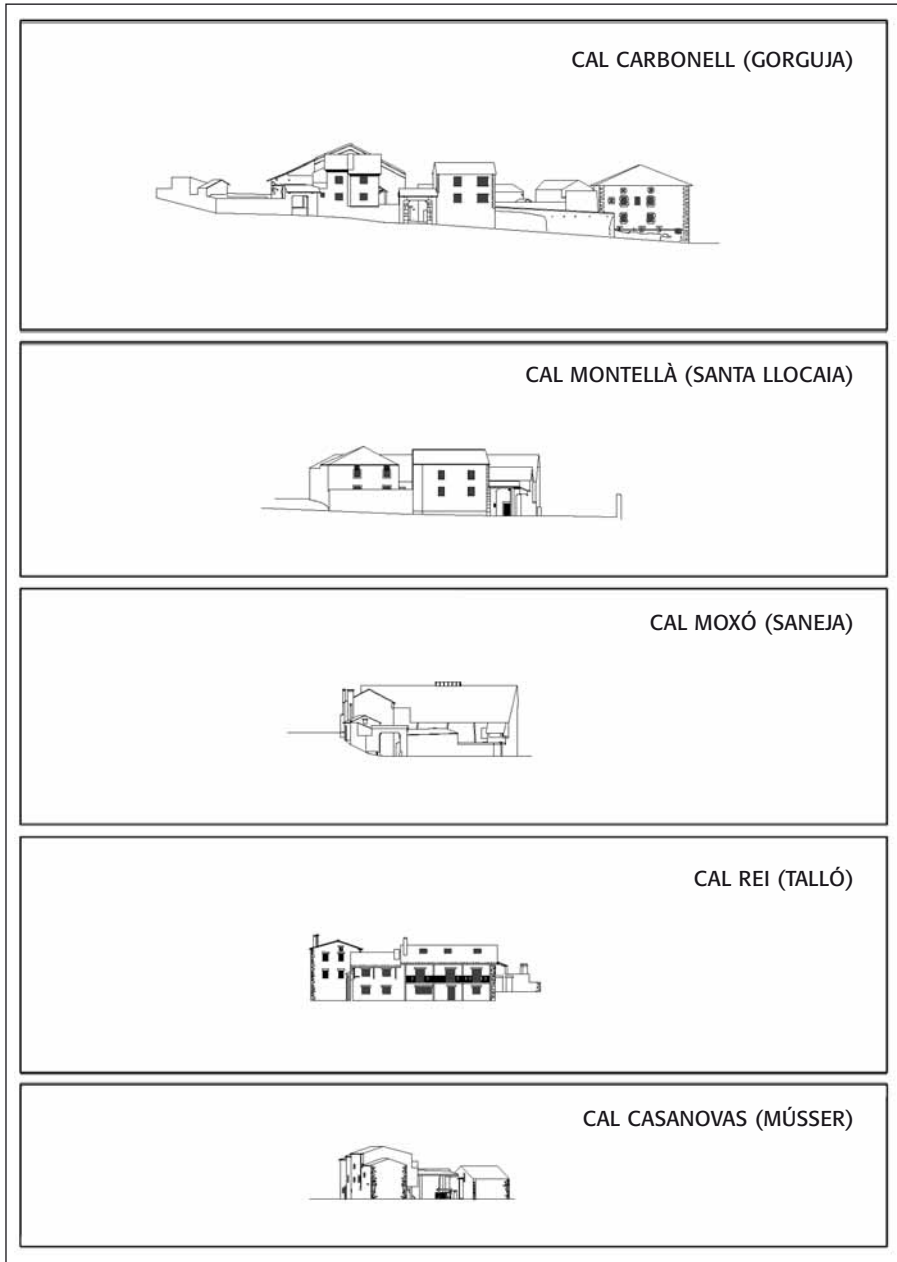 CAL CARBONELL (GORGUJA)
CAL MONTELLÀ (SANTA LLOCAIA)
CAL MOXÓ (SANEJA)
CAL REI (TALLÓ)
CAL CASANOVAS (MÚSSER)